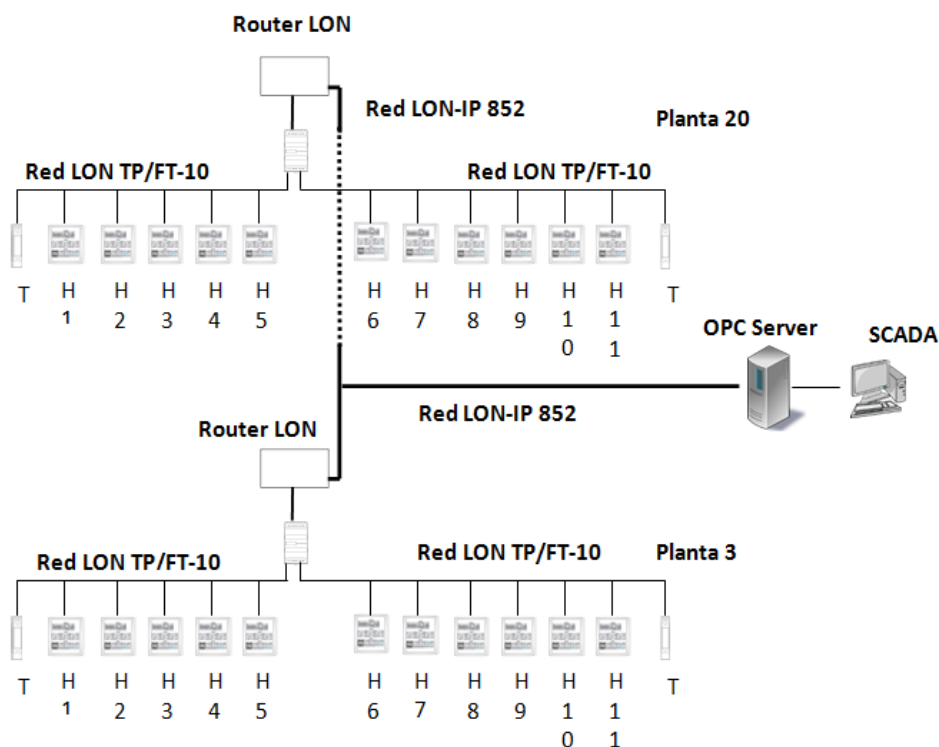 Router LON
Red LON-IP 852
Planta 20
Red LON TP/FT-10
Red LON TP/FT-10
T
H
1
H
2
H
3
H
4
H
5
H
6
H
7
H
8
H
9
H
1
0
H
1
1
T
OPC Server
SCADA
Red LON-IP 852
Router LON
Red LON TP/FT-10
Red LON TP/FT-10
Planta 3
T
H
1
H
2
H
3
H
4
H
5
H
6
H
7
H
8
H
9
H
1
0
H
1
1
T